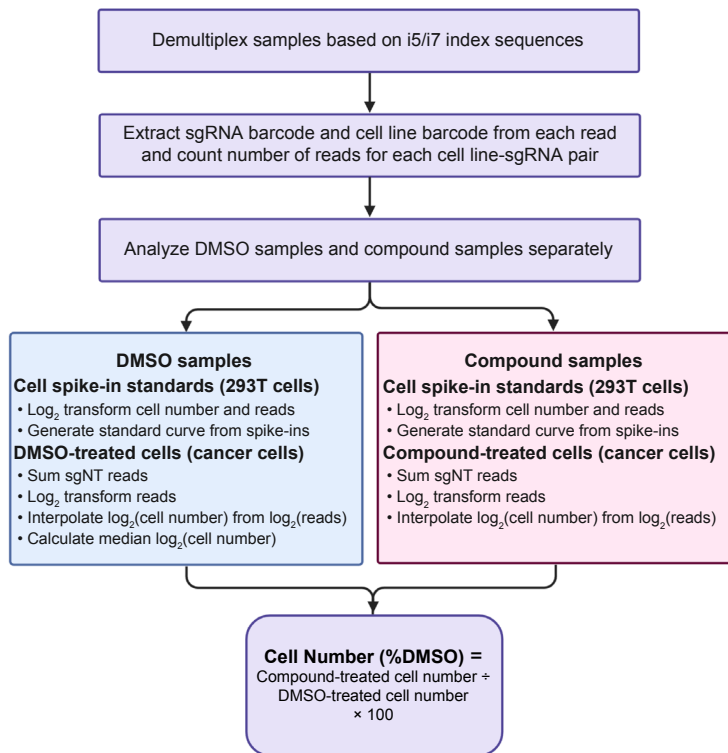 Demultiplex samples based on i5/i7 index sequences
Extract sgRNA barcode and cell line barcode from each read
and count number of reads for each cell line-sgRNA pair
Analyze DMSO samples and compound samples separately
DMSO samples
Cell spike-in standards (293T cells)
• Log₂ transform cell number and reads
• Generate standard curve from spike-ins
DMSO-treated cells (cancer cells)
• Sum sgNT reads
• Log₂ transform reads
• Interpolate log₂(cell number) from log₂(reads)
• Calculate median log₂(cell number)
Compound samples
Cell spike-in standards (293T cells)
• Log₂ transform cell number and reads
• Generate standard curve from spike-ins
Compound-treated cells (cancer cells)
• Sum sgNT reads
• Log₂ transform reads
• Interpolate log₂(cell number) from log₂(reads)
Cell Number (%DMSO) =
Compound-treated cell number ÷
DMSO-treated cell number
× 100